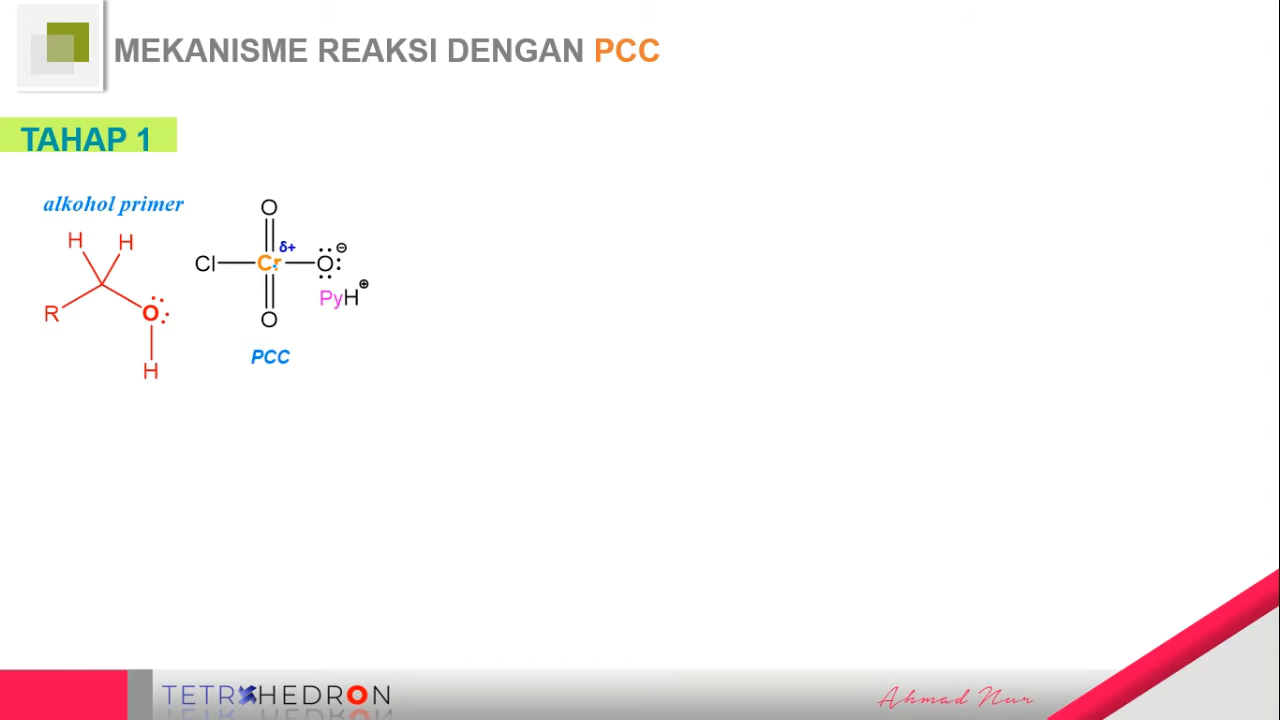 MEKANISME REAKSI DENGAN PCC
TAHAP 1
alkohol primer
H H
R
O
H
O
δ+
Cl Cr O ⊖
PyH ⊕
O
PCC
TETRAHEDRON
Ahmad Nur